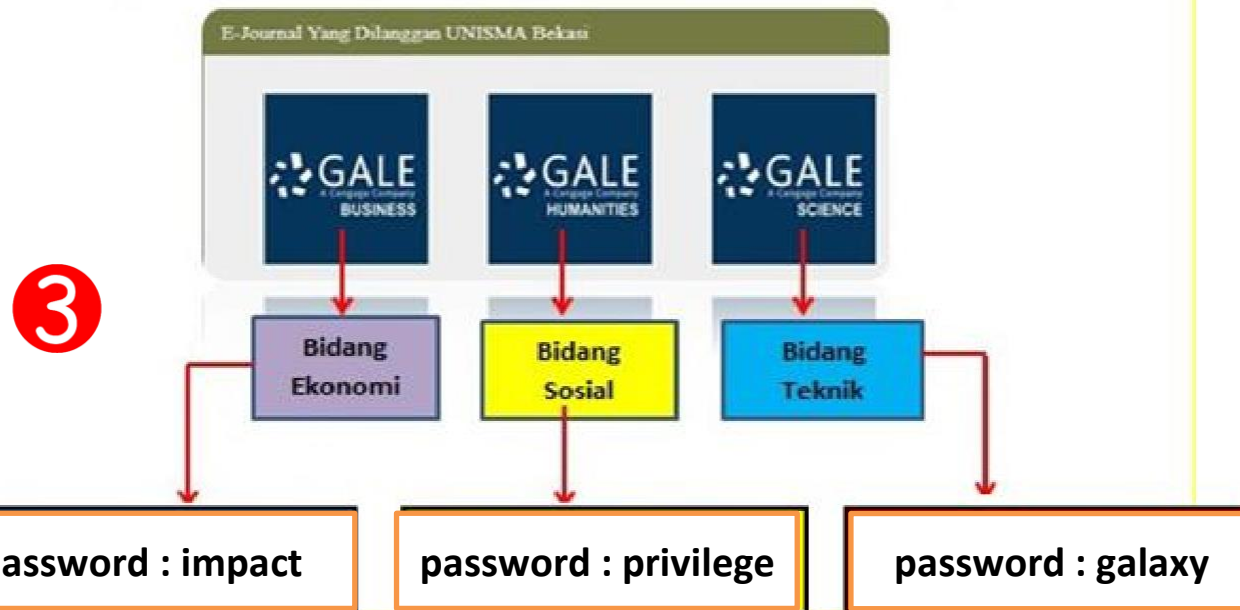 E-Journal Yang Dilanggan UNISMA Bekasi
GALE
A Cengage Company
BUSINESS
GALE
A Cengage Company
HUMANITIES
GALE
A Cengage Company
SCIENCE
3
Bidang
Ekonomi
Bidang
Sosial
Bidang
Teknik
assword : impact
password : privilege
password : galaxy